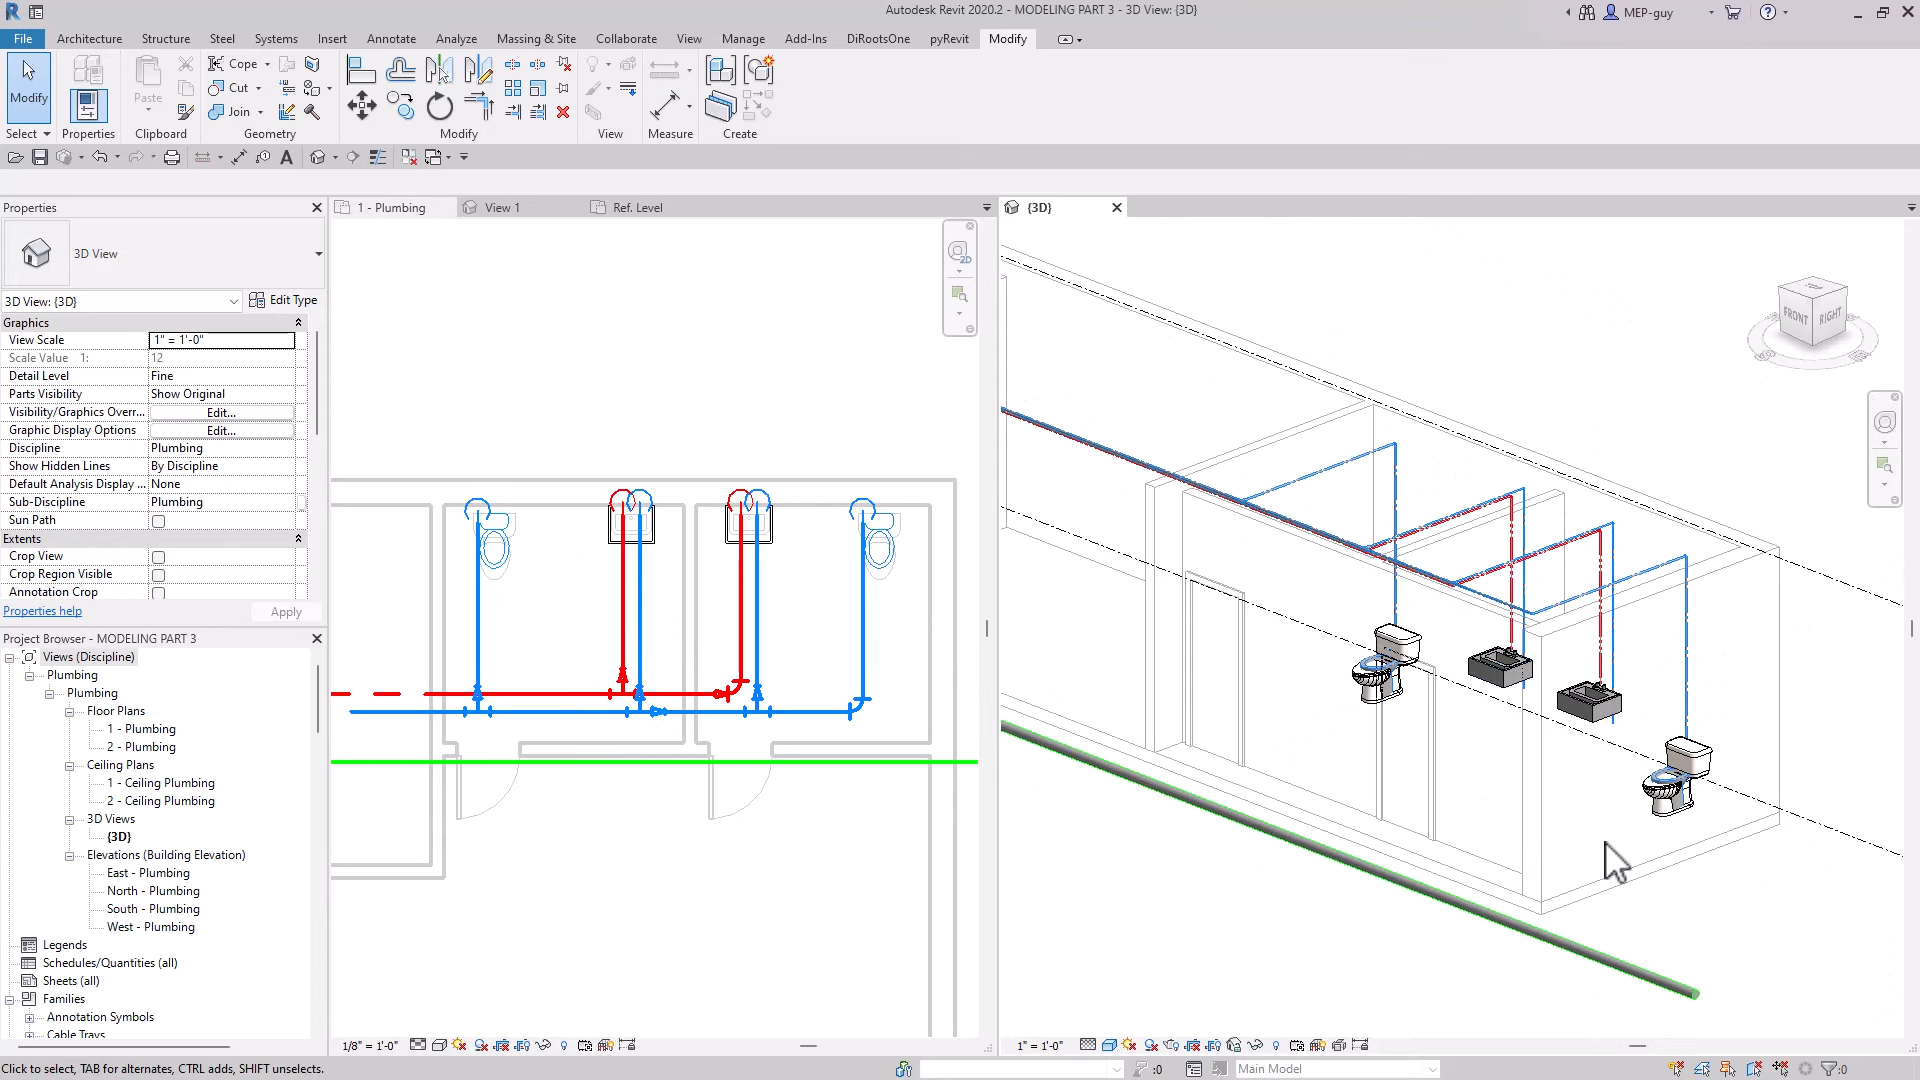 Autodesk Revit 2020.2 - MODELING PART 3 - 3D View: {3D}
MEP-guy
File Architecture Structure Steel Systems Insert Annotate Analyze Massing & Site Collaborate View Manage Add-Ins DiRootsOne pyRevit Modify
Modify
Paste
Cope
Cut
Join
Select Properties Clipboard Geometry Modify View Measure Create
Properties
1 - Plumbing
View 1
Ref. Level
{3D}
3D View
3D View: {3D}
Edit Type
Graphics
View Scale 1" = 1'-0"
Scale Value 1: 12
Detail Level Fine
Parts Visibility Show Original
Visibility/Graphics Overr... Edit...
Graphic Display Options Edit...
Discipline Plumbing
Show Hidden Lines By Discipline
Default Analysis Display ... None
Sub-Discipline Plumbing
Sun Path
Extents
Crop View
Crop Region Visible
Annotation Crop
Properties help
Apply
Project Browser - MODELING PART 3
Views (Discipline)
Plumbing
Plumbing
Floor Plans
1 - Plumbing
2 - Plumbing
Ceiling Plans
1 - Ceiling Plumbing
2 - Ceiling Plumbing
3D Views
{3D}
Elevations (Building Elevation)
East - Plumbing
North - Plumbing
South - Plumbing
West - Plumbing
Legends
Schedules/Quantities (all)
Sheets (all)
Families
Annotation Symbols
Cable Trays
2D
FRONT
RIGHT
1/8" = 1'-0"
1" = 1'-0"
Click to select, TAB for alternates, CTRL adds, SHIFT unselects.
:0
Main Model
:0